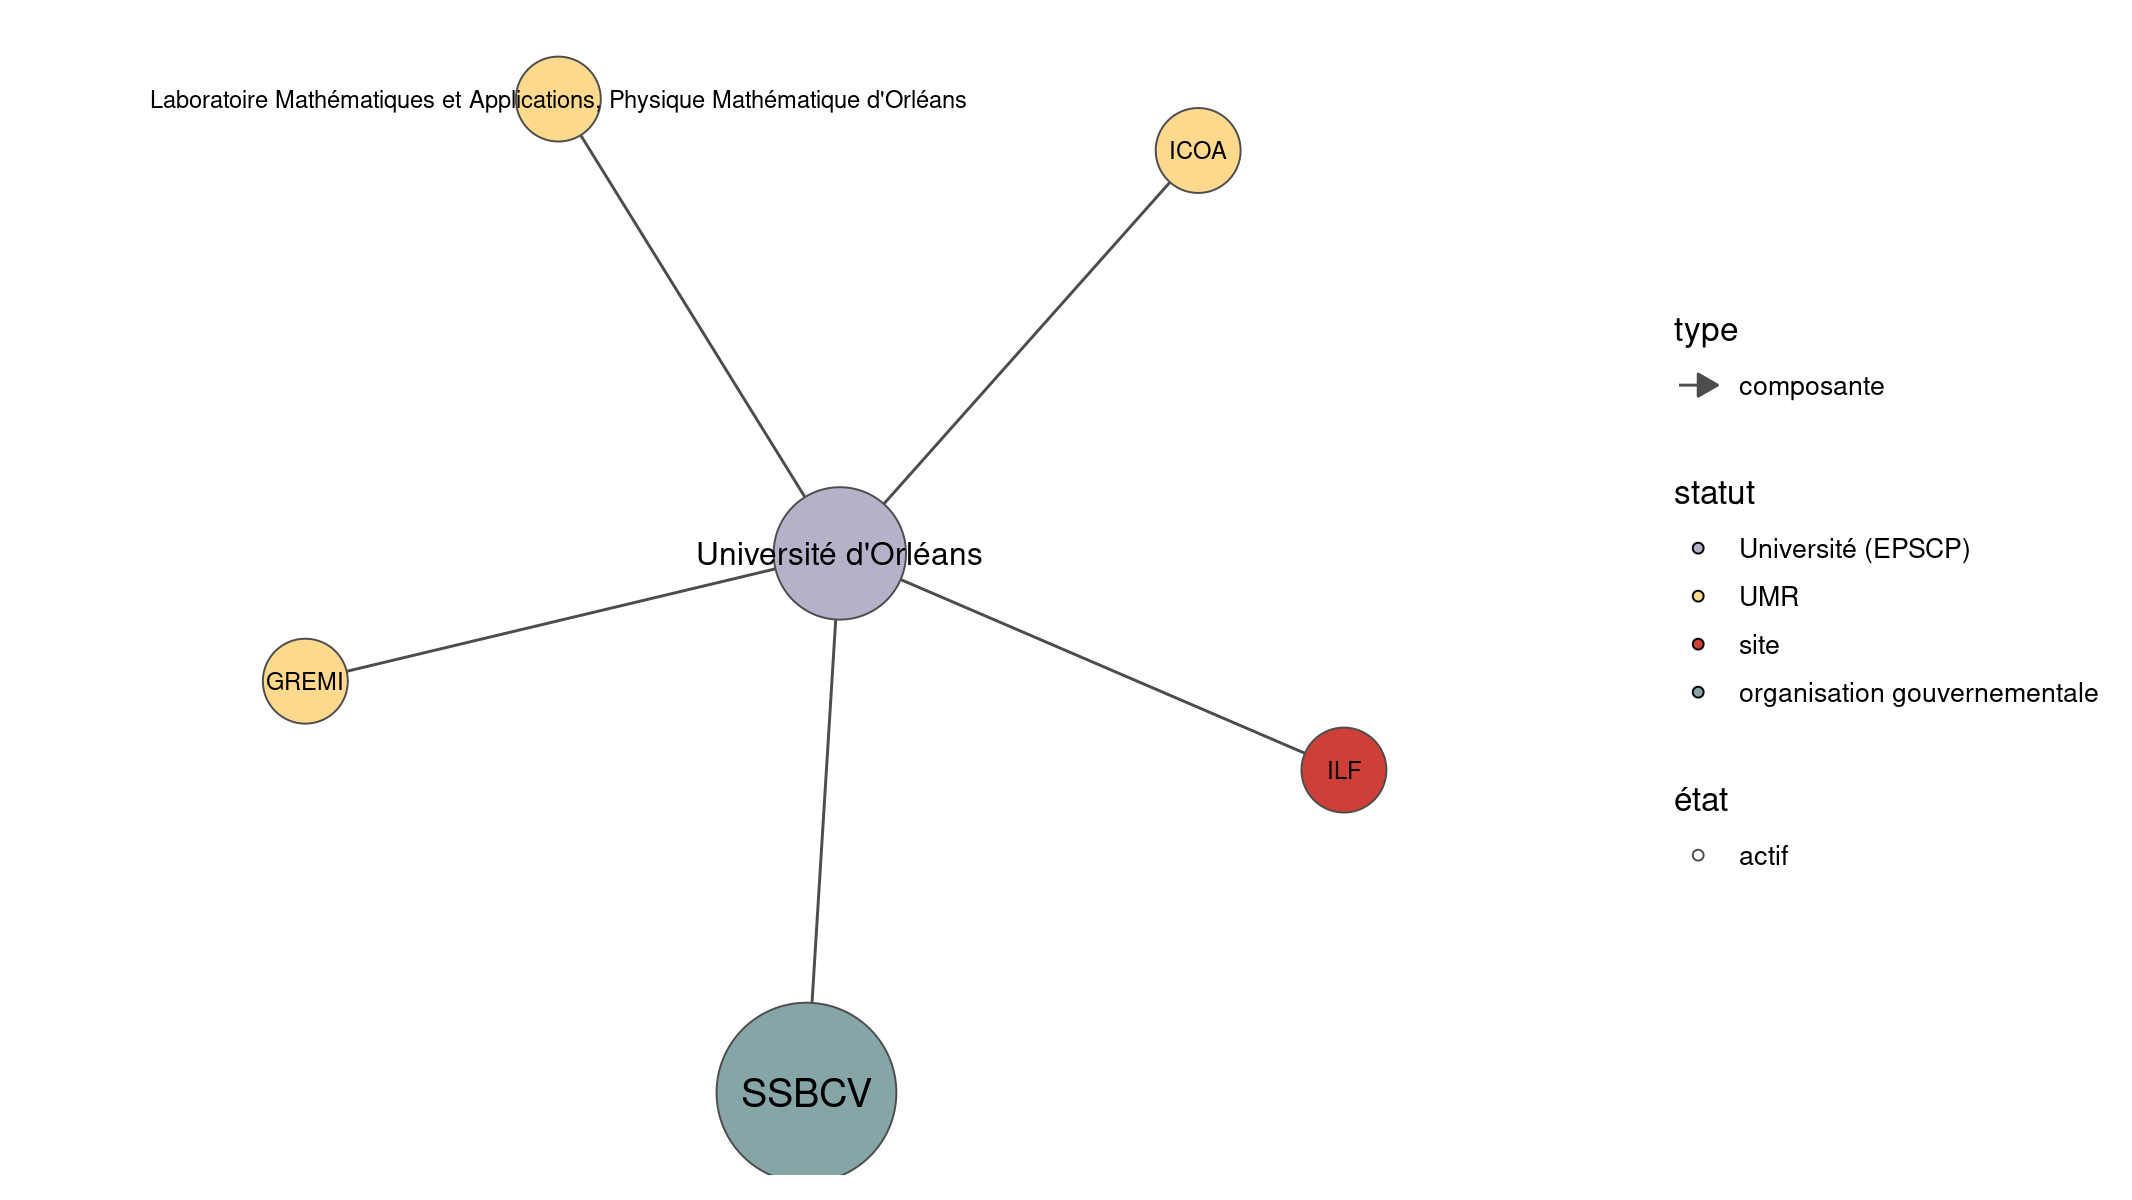 Laboratoire Mathématiques et Applications, Physique Mathématique d'Orléans
ICOA
Université d'Orléans
GREMI
ILF
SSBCV
type
composante
statut
Université (EPSCP)
UMR
site
organisation gouvernementale
état
actif